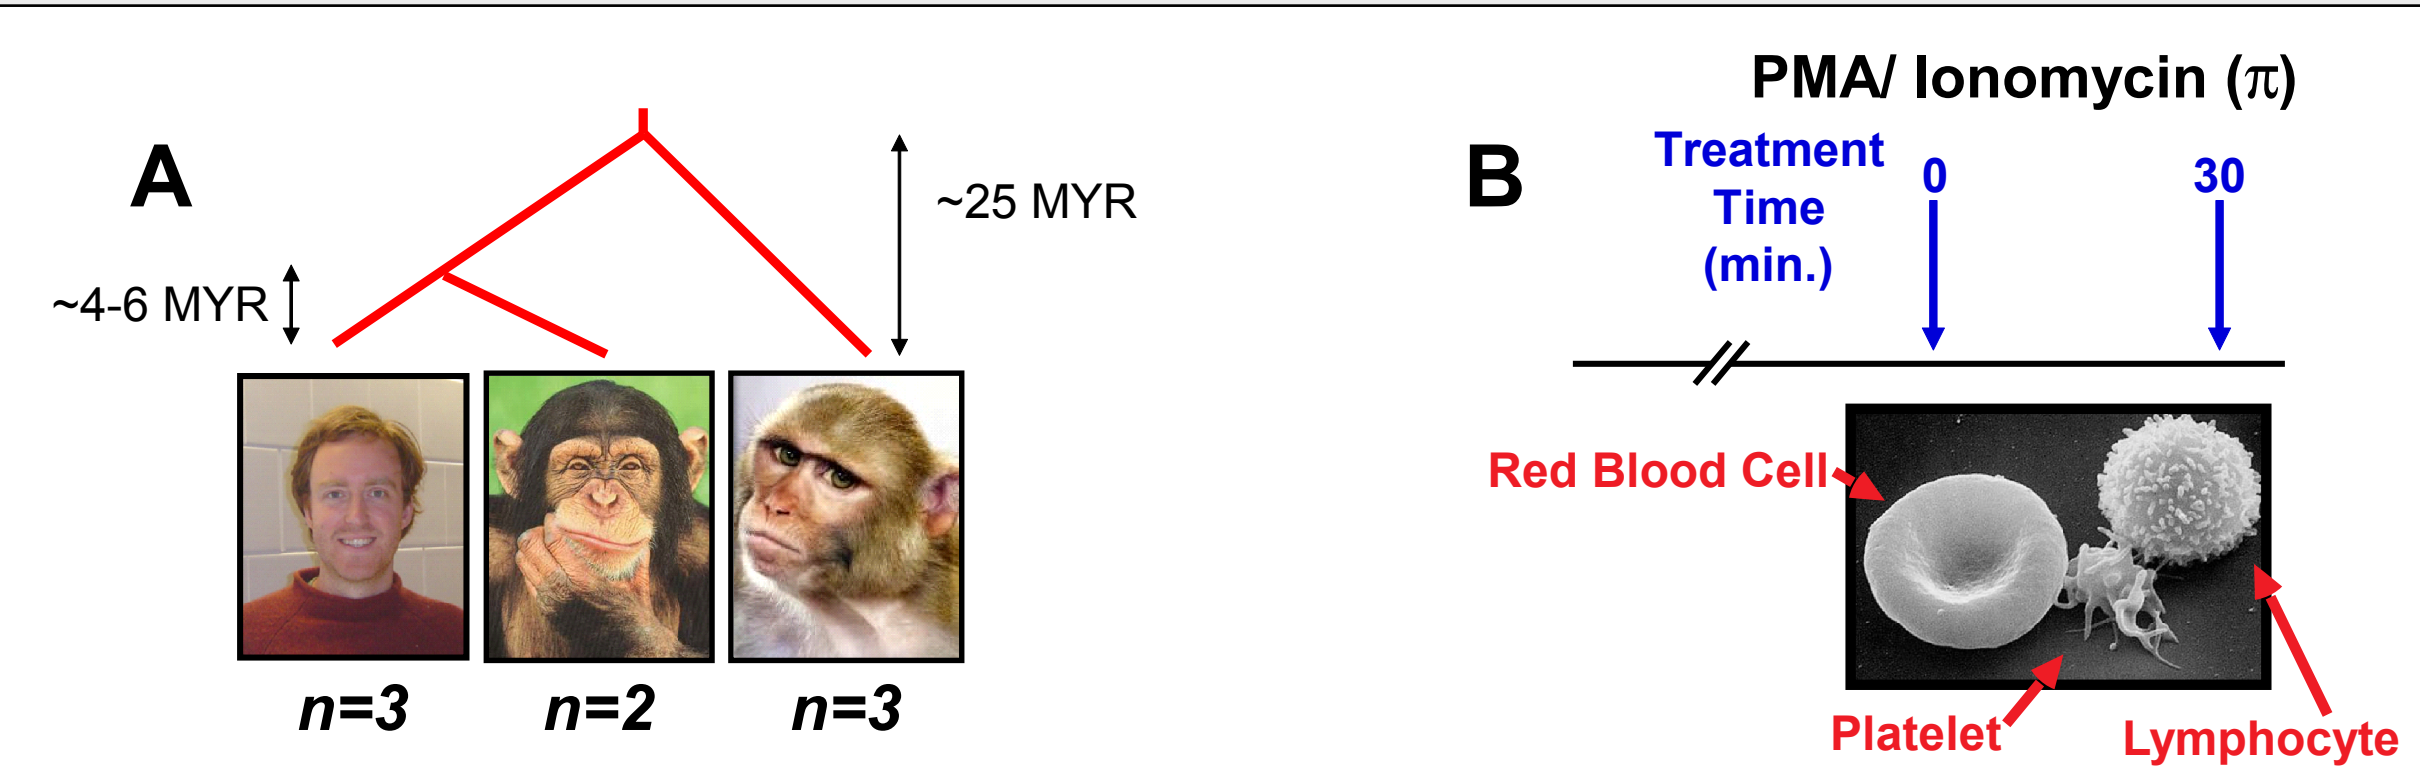 A
~25 MYR
~4-6 MYR
n=3
n=2
n=3
PMA/ Ionomycin (π)
B
Treatment
Time
(min.)
0
30
Red Blood Cell
Platelet
Lymphocyte